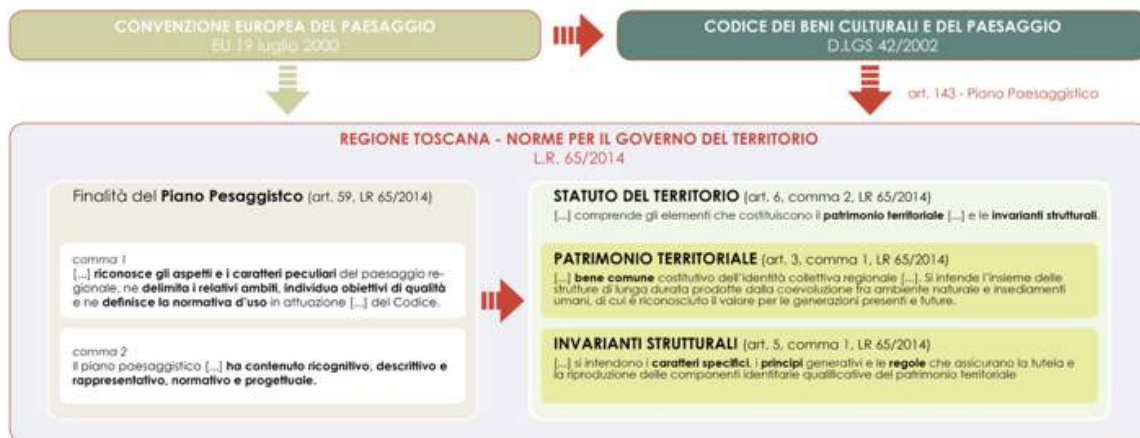 CONVENZIONE EUROPEA DEL PAESAGGIO
EU 19 luglio 2000
CODICE DEI BENI CULTURALI E DEL PAESAGGIO
D.LGS 42/2002
art. 143 - Piano Paesaggistico
REGIONE TOSCANA - NORME PER IL GOVERNO DEL TERRITORIO
L.R. 65/2014
Finalità del Piano Pesaggistco (art. 59, LR 65/2014)
comma 1
[...] riconosce gli aspetti e i caratteri peculiari del paesaggio re-
gionale, ne delimita i relativi ambiti, individua obiettivi di qualità
e ne definisce la normativa d'uso in attuazione [...] del Codice.
comma 2
Il piano paesaggistico [...] ha contenuto ricognitivo, descrittivo e
rappresentativo, normativo e progettuale.
STATUTO DEL TERRITORIO (art. 6, comma 2, LR 65/2014)
[...] comprende gli elementi che costituiscono il patrimonio territoriale [...] e le invarianti strutturali.
PATRIMONIO TERRITORIALE (art. 3, comma 1, LR 65/2014)
[...] bene comune costitutivo dell'identità collettiva regionale [...]. Si intende l'insieme delle
strutture di lunga durata prodotte dalla coevoluzione fra ambiente naturale e insediamenti
umani, di cui è riconosciuto il valore per le generazioni presenti e future.
INVARIANTI STRUTTURALI (art. 5, comma 1, LR 65/2014)
[...] si intendono i caratteri specifici, i principi generativi e le regole che assicurano la tutela e
la riproduzione delle componenti identitarie qualificative del patrimonio territoriale